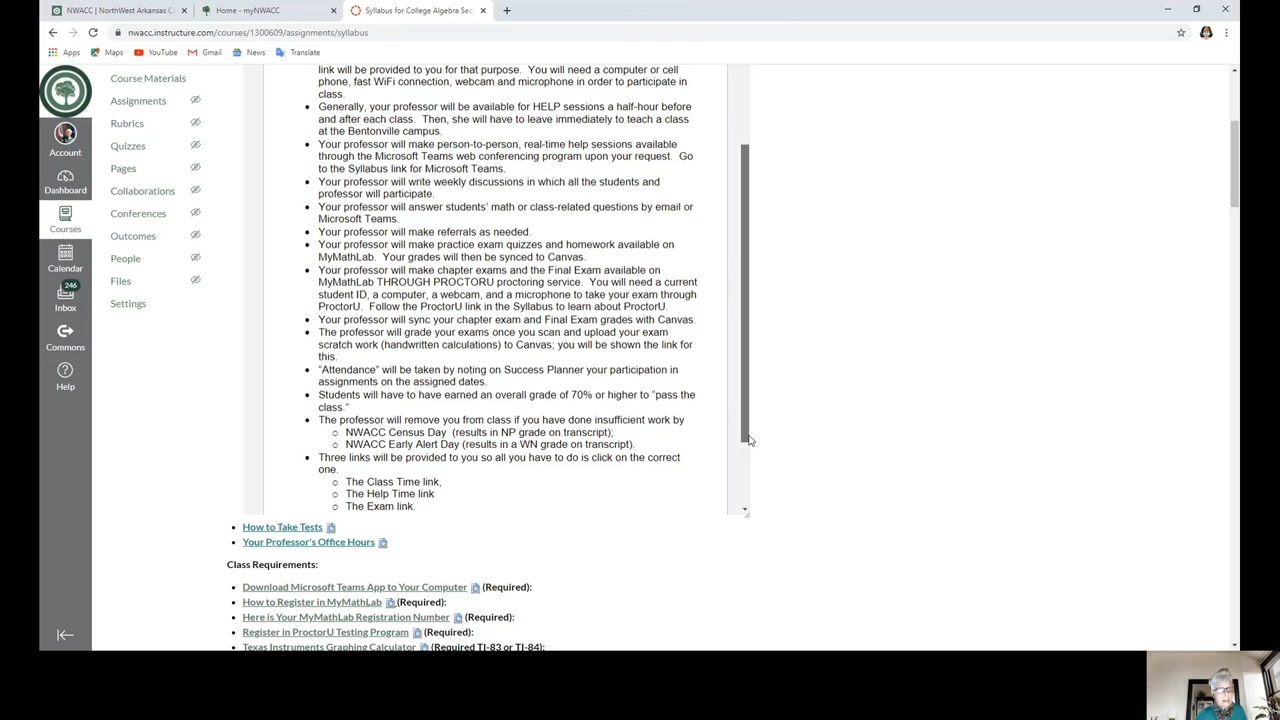 NWACC | NorthWest Arkansas C
Home - myNWACC
Syllabus for College Algebra Sec
nwacc.instructure.com/courses/1300609/assignments/syllabus
Apps
Maps
YouTube
Gmail
News
Translate
Account
Dashboard
Courses
Calendar
246
Inbox
Commons
Help
Course Materials
Assignments
Rubrics
Quizzes
Pages
Collaborations
Conferences
Outcomes
People
Files
Settings
link will be provided to you for that purpose. You will need a computer or cell
phone, fast WiFi connection, webcam and microphone in order to participate in
class.
• Generally, your professor will be available for HELP sessions a half-hour before
and after each class. Then, she will have to leave immediately to teach a class
at the Bentonville campus.
• Your professor will make person-to-person, real-time help sessions available
through the Microsoft Teams web conferencing program upon your request. Go
to the Syllabus link for Microsoft Teams.
• Your professor will write weekly discussions in which all the students and
professor will participate.
• Your professor will answer students' math or class-related questions by email or
Microsoft Teams.
• Your professor will make referrals as needed.
• Your professor will make practice exam quizzes and homework available on
MyMathLab. Your grades will then be synced to Canvas.
• Your professor will make chapter exams and the Final Exam available on
MyMathLab THROUGH PROCTORU proctoring service. You will need a current
student ID, a computer, a webcam, and a microphone to take your exam through
ProctorU. Follow the ProctorU link in the Syllabus to learn about ProctorU.
• Your professor will sync your chapter exam and Final Exam grades with Canvas.
• The professor will grade your exams once you scan and upload your exam
scratch work (handwritten calculations) to Canvas; you will be shown the link for
this.
• "Attendance" will be taken by noting on Success Planner your participation in
assignments on the assigned dates.
• Students will have to have earned an overall grade of 70% or higher to "pass the
class."
• The professor will remove you from class if you have done insufficient work by
o NWACC Census Day (results in NP grade on transcript);
o NWACC Early Alert Day (results in a WN grade on transcript).
• Three links will be provided to you so all you have to do is click on the correct
one.
o The Class Time link,
o The Help Time link
o The Exam link.
• How to Take Tests
• Your Professor's Office Hours
Class Requirements:
• Download Microsoft Teams App to Your Computer (Required):
• How to Register in MyMathLab (Required):
• Here is Your MyMathLab Registration Number (Required):
• Register in ProctorU Testing Program (Required):
• Texas Instruments Graphing Calculator (Required TI-83 or TI-84):